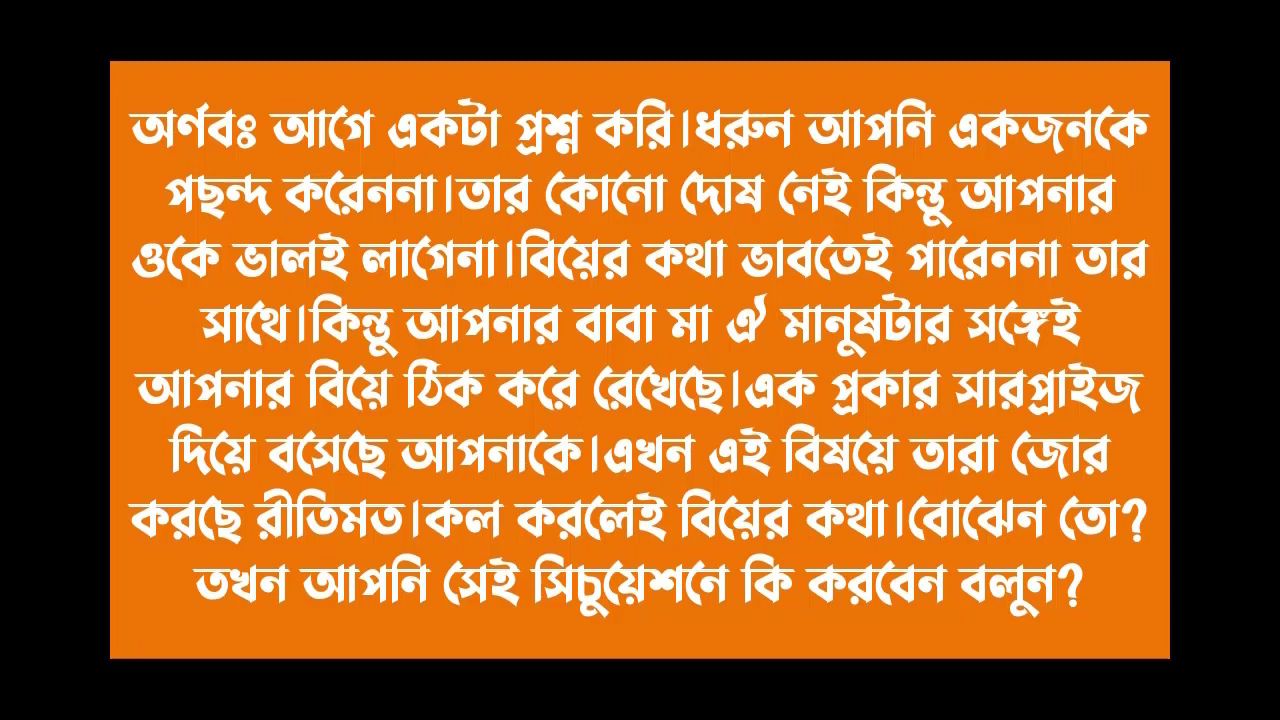 অর্ণবঃ আগে একটা প্রশ্ন করি।ধরুন আপনি একজনকে
পছন্দ করেননা।তার কোনো দোষ নেই কিন্তু আপনার
ওকে ভালই লাগেনা।বিয়ের কথা ভাবতেই পারেননা তার
সাথে।কিন্তু আপনার বাবা মা ঐ মানুষটার সঙ্গেই
আপনার বিয়ে ঠিক করে রেখেছে।এক প্রকার সারপ্রাইজ
দিয়ে বসেছে আপনাকে।এখন এই বিষয়ে তারা জোর
করছে রীতিমত।কল করলেই বিয়ের কথা।বোঝেন তো?
তখন আপনি সেই সিচুয়েশনে কি করবেন বলুন?